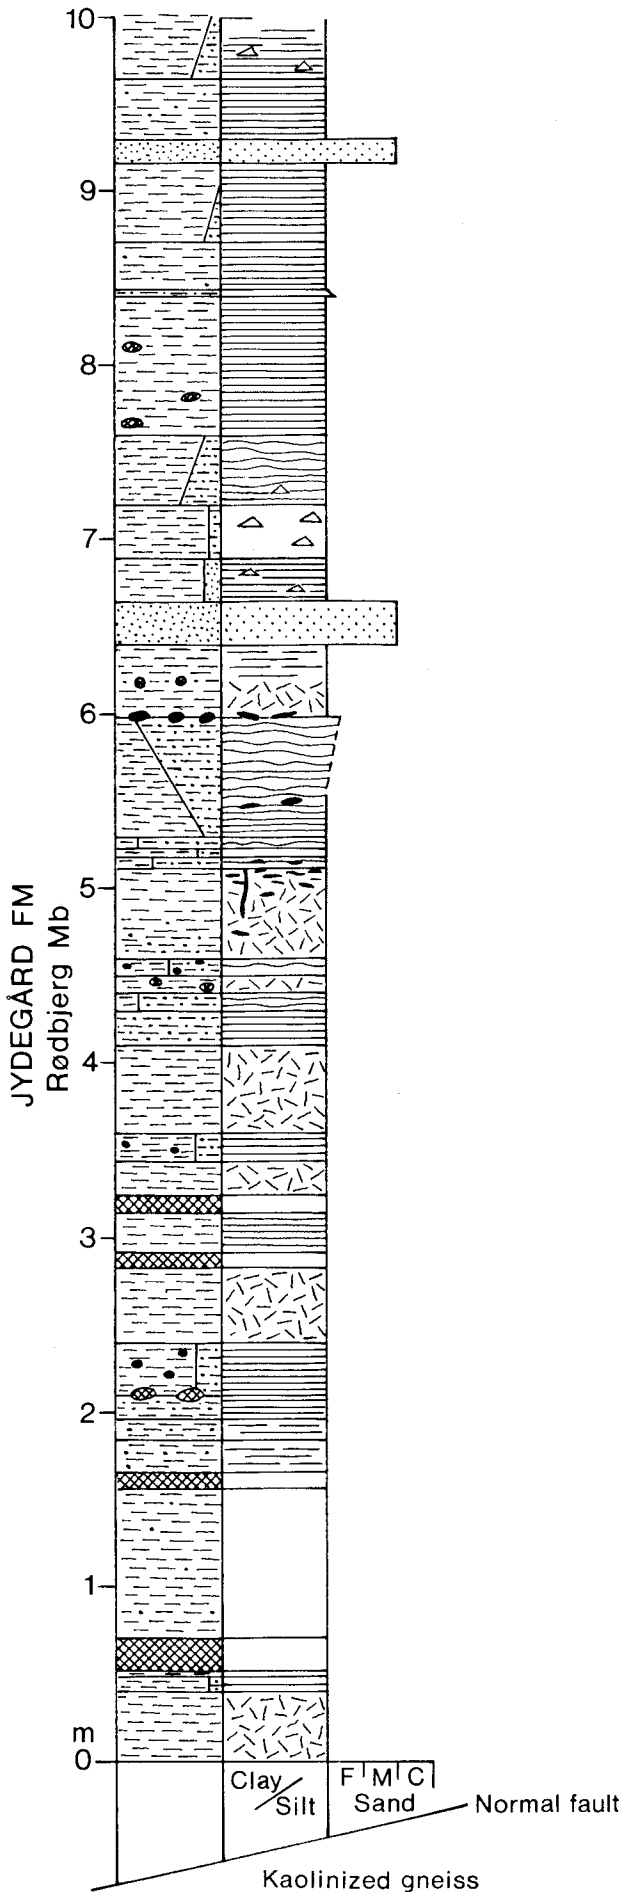 10
9
8
7
6
5
4
3
2
1
m
0
JYDEGÅRD FM
Rødbjerg Mb
Clay / Silt
F M C
Sand
Normal fault
Kaolinized gneiss